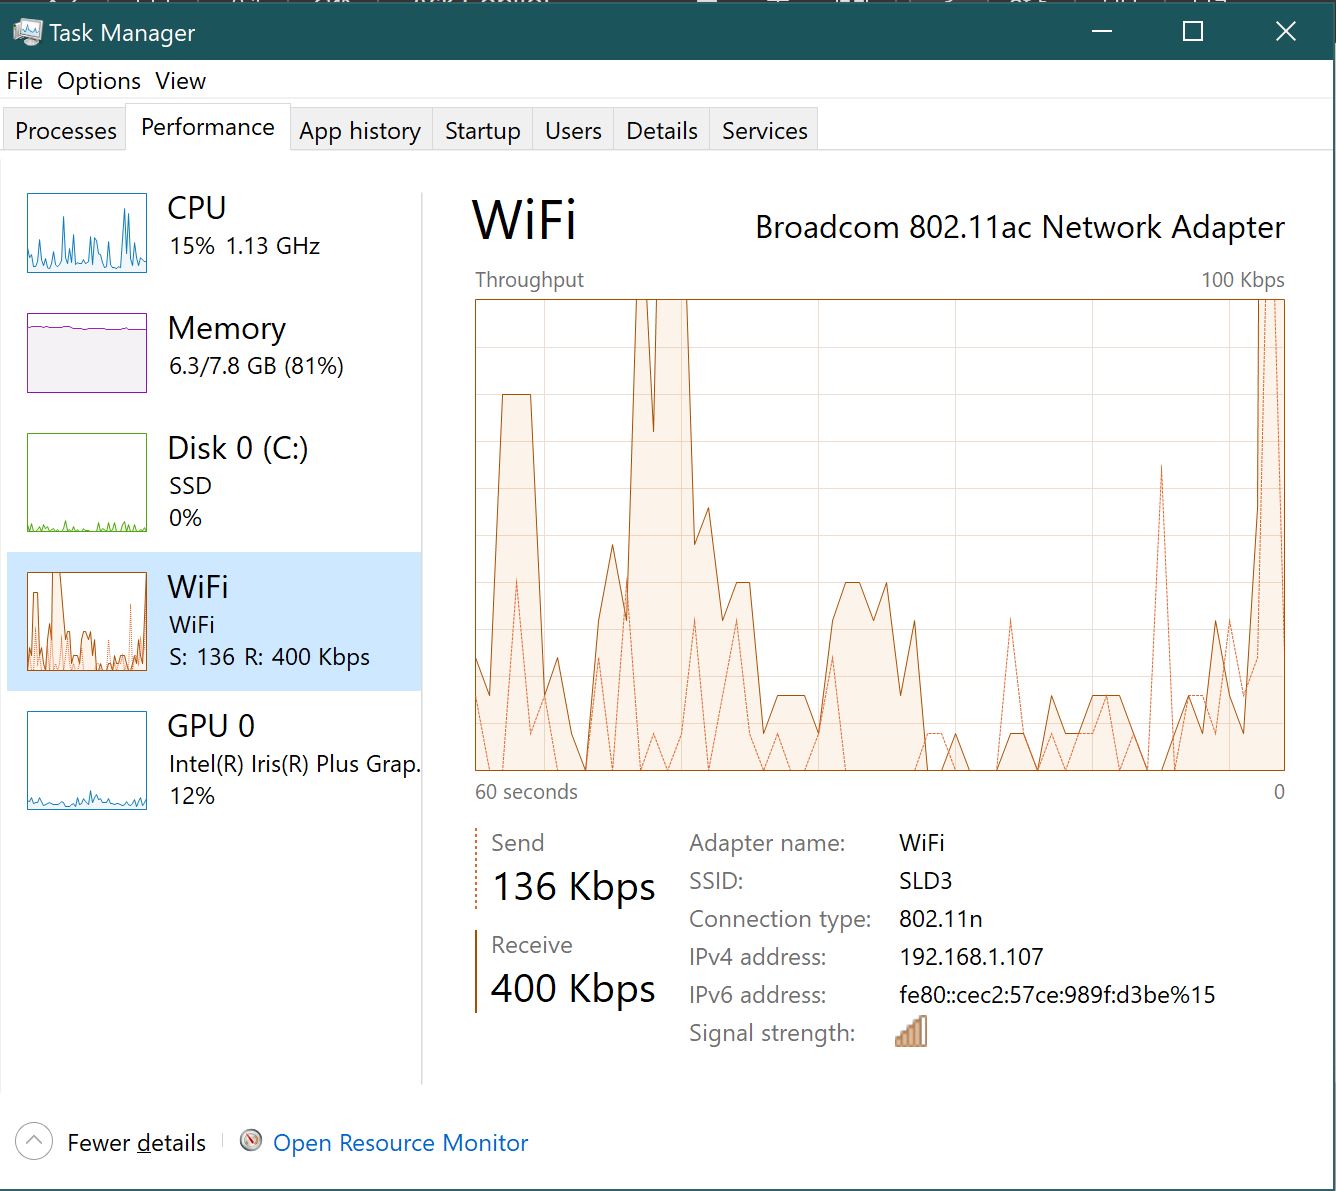 Task Manager
File Options View
Processes Performance App history Startup Users Details Services
CPU
15% 1.13 GHz
Memory
6.3/7.8 GB (81%)
Disk 0 (C:)
SSD
0%
WiFi
WiFi
S: 136 R: 400 Kbps
GPU 0
Intel(R) Iris(R) Plus Grap.
12%
WiFi
Broadcom 802.11ac Network Adapter
Throughput 100 Kbps
60 seconds 0
Send
136 Kbps
Receive
400 Kbps
Adapter name: WiFi
SSID: SLD3
Connection type: 802.11n
IPv4 address: 192.168.1.107
IPv6 address: fe80::cec2:57ce:989f:d3be%15
Signal strength:
Fewer details Open Resource Monitor